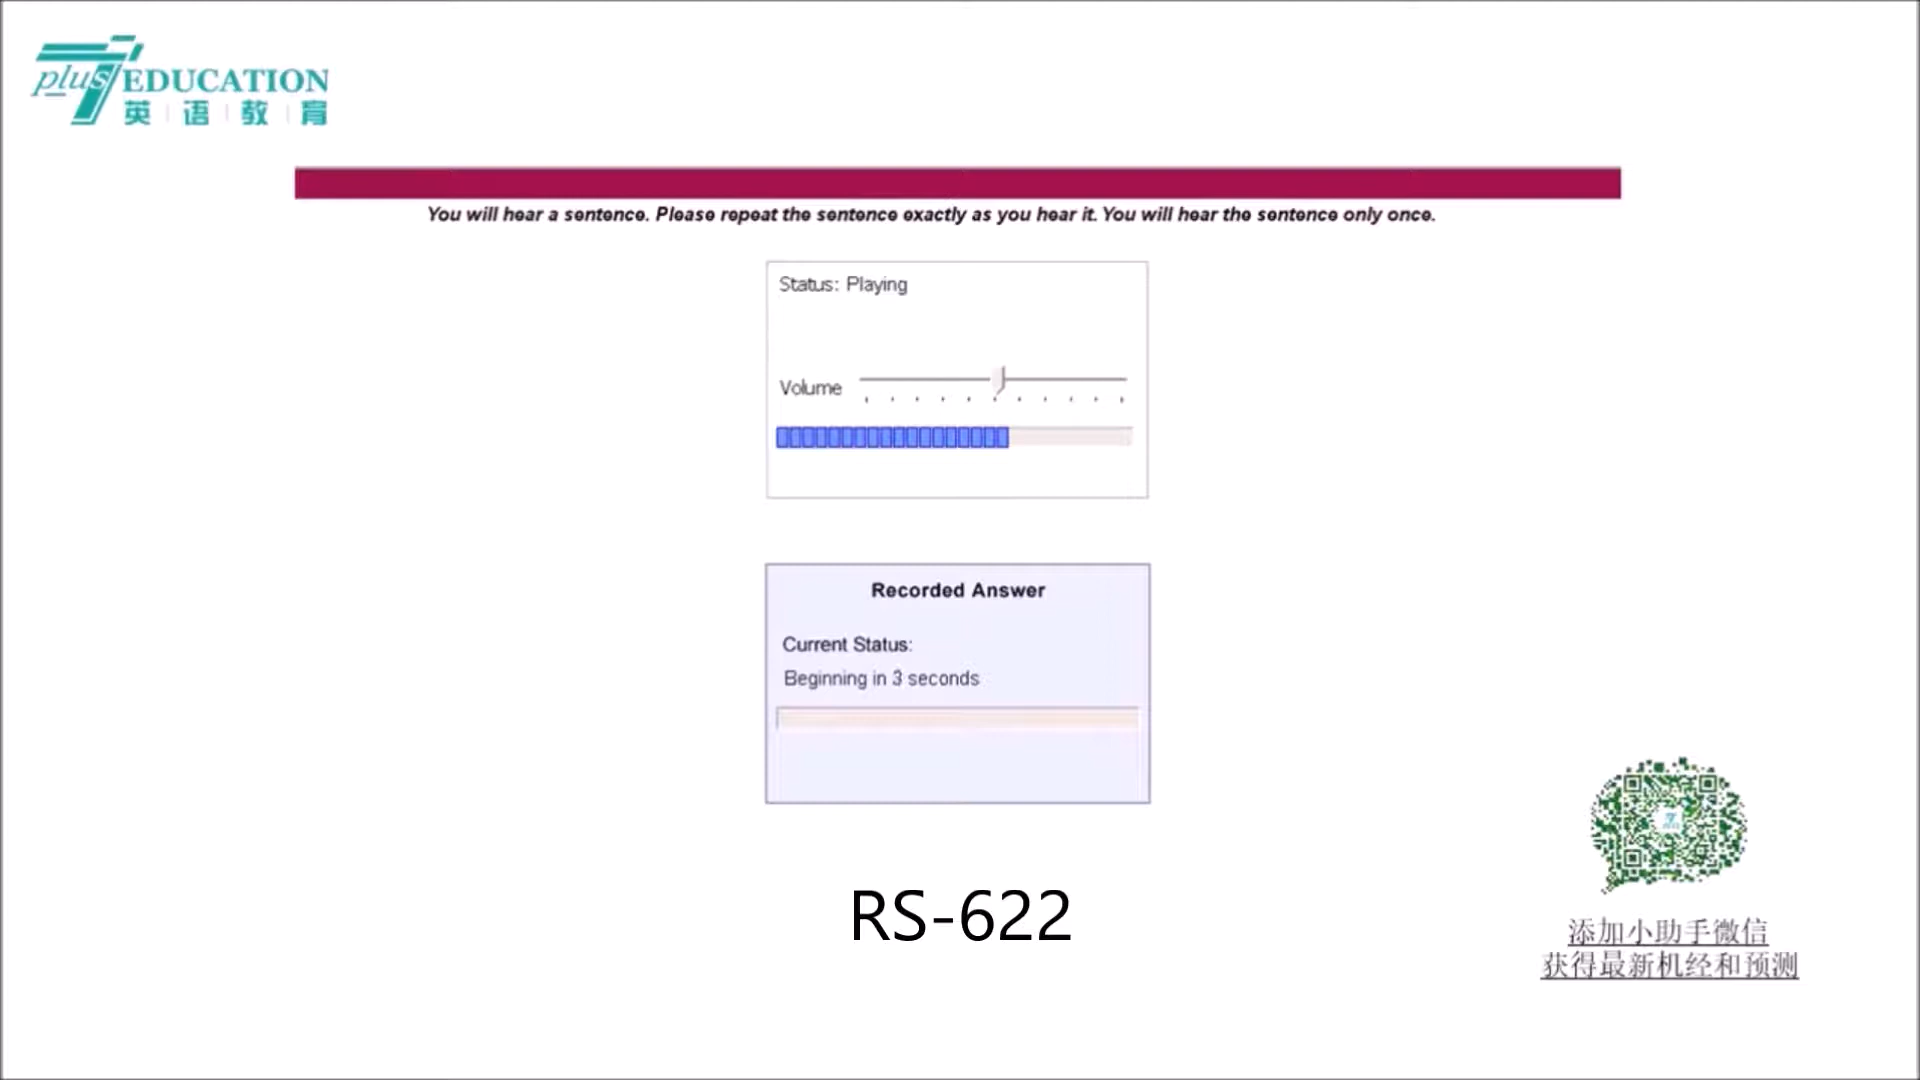 plus 7 EDUCATION
英语教育
You will hear a sentence. Please repeat the sentence exactly as you hear it. You will hear the sentence only once.
Status: Playing
Volume
Recorded Answer
Current Status:
Beginning in 3 seconds
RS-622
添加小助手微信
获得最新机经和预测